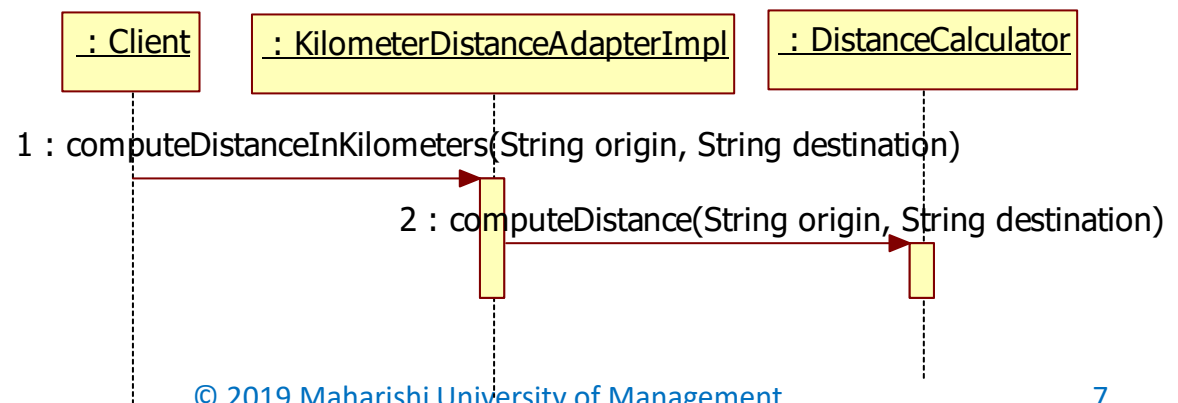 : Client
: KilometerDistanceAdapterImpl
: DistanceCalculator
1 : computeDistanceInKilometers(String origin, String destination)
2 : computeDistance(String origin, String destination)
© 2019 Maharishi University of Management
7